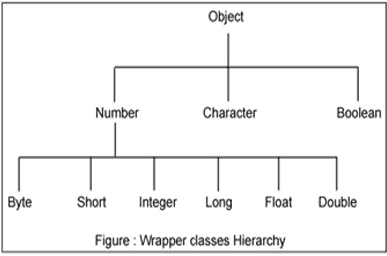 Object
Number Character Boolean
Byte Short Integer Long Float Double
Figure : Wrapper classes Hierarchy